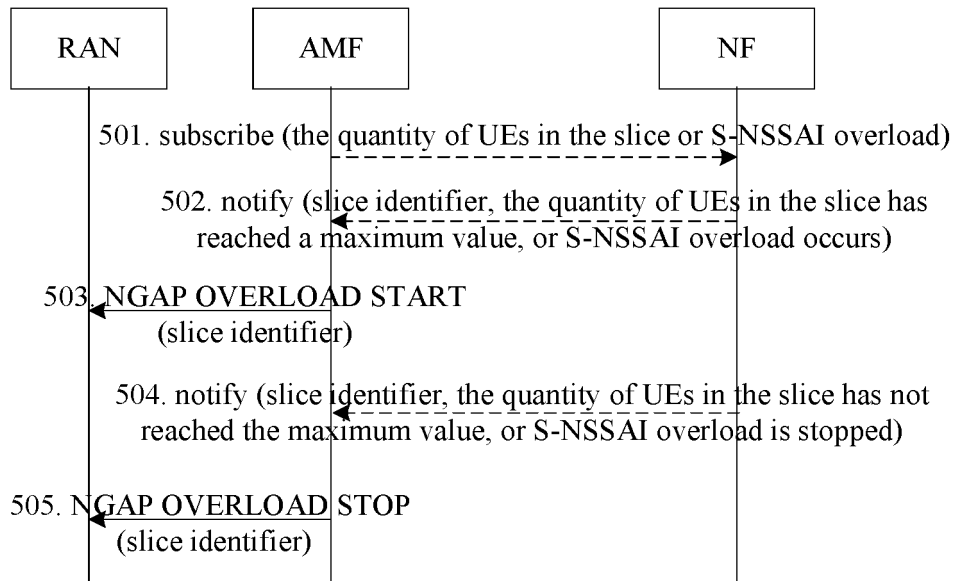 RAN
AMF
NF
501. subscribe (the quantity of UEs in the slice or S-NSSAI overload)
502. notify (slice identifier, the quantity of UEs in the slice has
reached a maximum value, or S-NSSAI overload occurs)
503. NGAP OVERLOAD START
(slice identifier)
504. notify (slice identifier, the quantity of UEs in the slice has not
reached the maximum value, or S-NSSAI overload is stopped)
505. NGAP OVERLOAD STOP
(slice identifier)